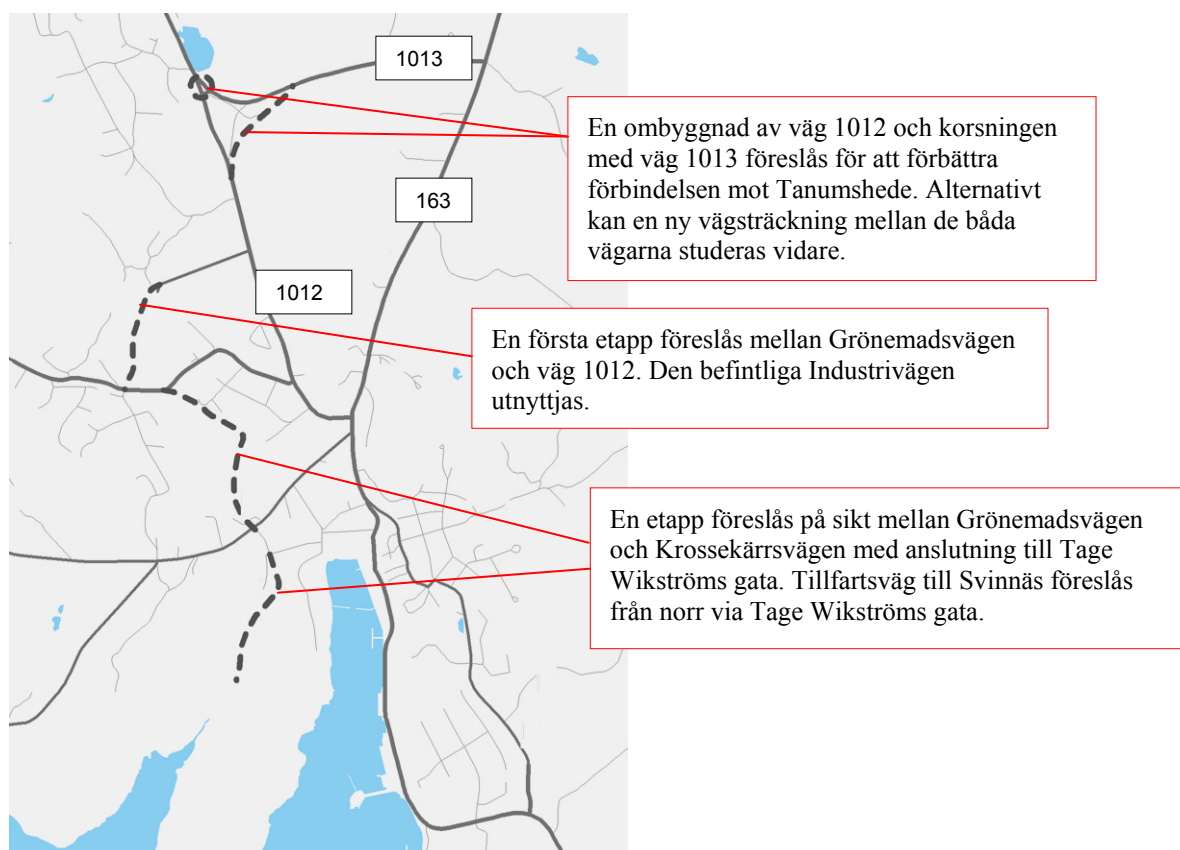 1013
En ombyggnad av väg 1012 och korsningen
med väg 1013 föreslås för att förbättra
förbindelsen mot Tanumshede. Alternativt
kan en ny vägsträckning mellan de båda
vägarna studeras vidare.
163
1012
En första etapp föreslås mellan Grönemadsvägen
och väg 1012. Den befintliga Industrivägen
utnyttjas.
En etapp föreslås på sikt mellan Grönemadsvägen
och Krossekärrsvägen med anslutning till Tage
Wikströms gata. Tillfartsväg till Svinnäs föreslås
från norr via Tage Wikströms gata.